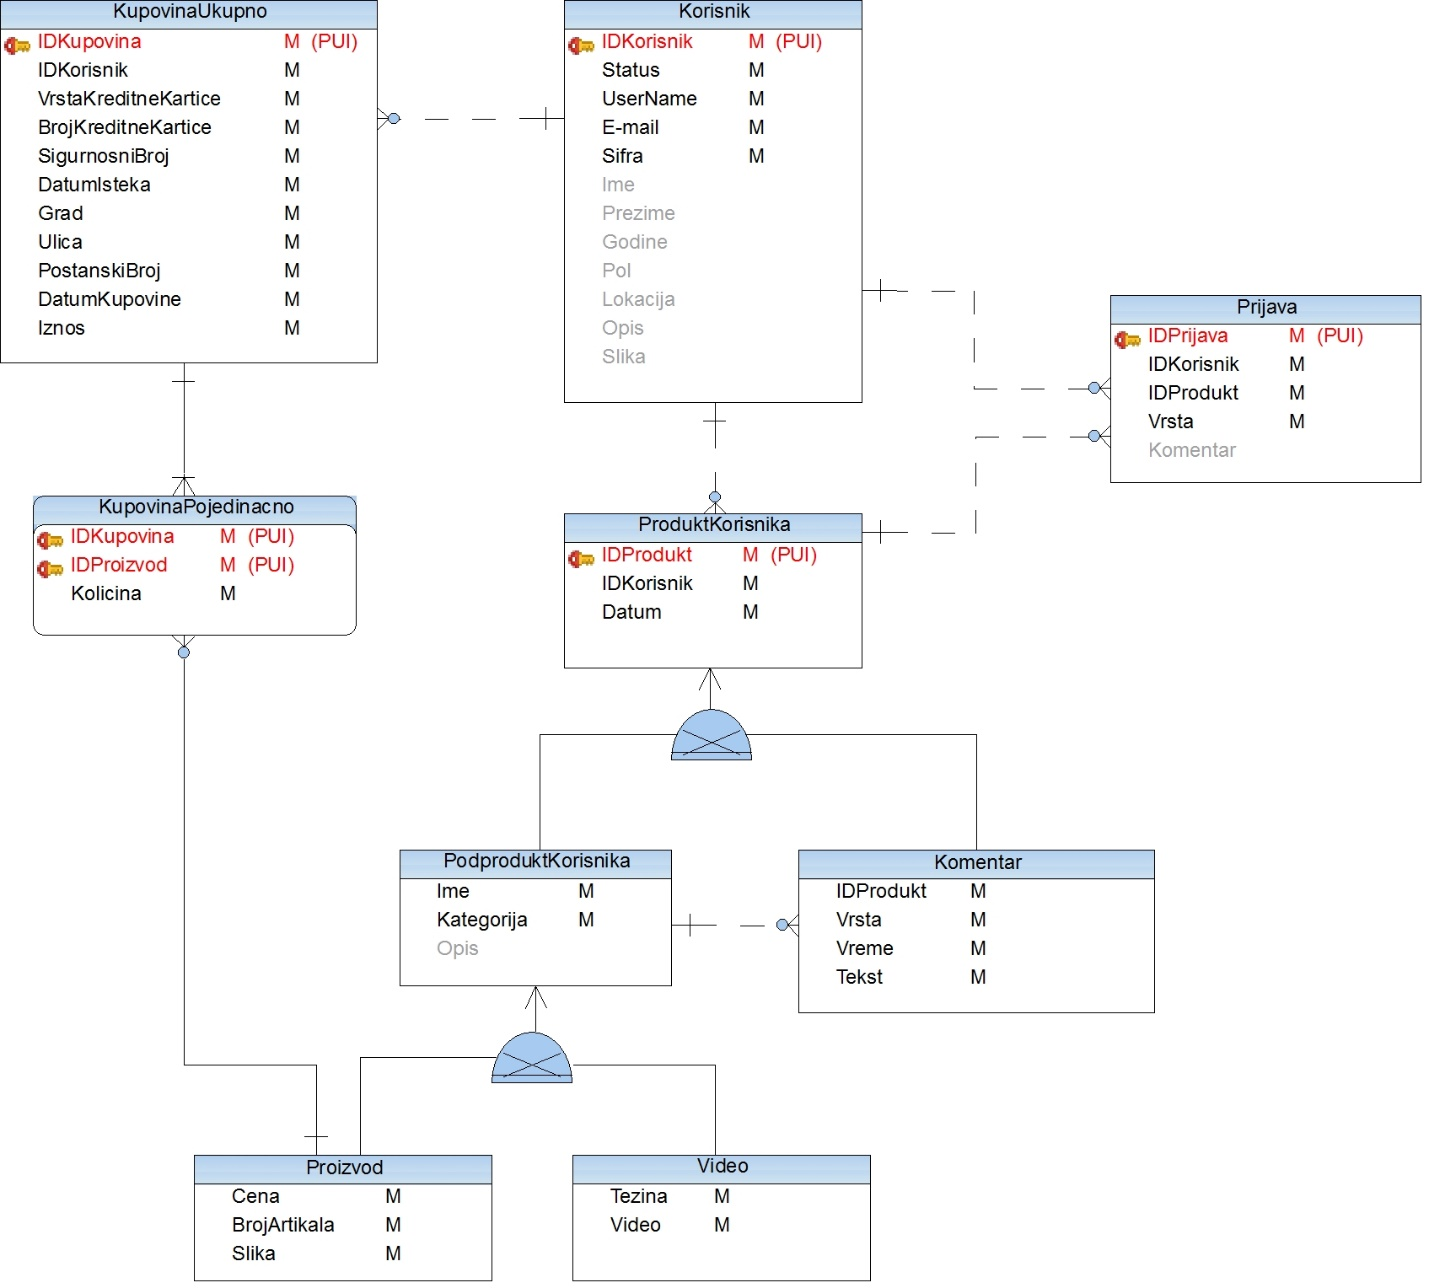 KupovinaUkupno
IDKupovina M (PUI)
IDKorisnik M
VrstaKreditneKartice M
BrojKreditneKartice M
SigurnosniBroj M
DatumIsteka M
Grad M
Ulica M
PostanskiBroj M
DatumKupovine M
Iznos M
Korisnik
IDKorisnik M (PUI)
Status M
UserName M
E-mail M
Sifra M
Ime
Prezime
Godine
Pol
Lokacija
Opis
Slika
Prijava
IDPrijava M (PUI)
IDKorisnik M
IDProdukt M
Vrsta M
Komentar
KupovinaPojedinacno
IDKupovina M (PUI)
IDProizvod M (PUI)
Kolicina M
ProduktKorisnika
IDProdukt M (PUI)
IDKorisnik M
Datum M
PodproduktKorisnika
Ime M
Kategorija M
Opis
Komentar
IDProdukt M
Vrsta M
Vreme M
Tekst M
Proizvod
Cena M
BrojArtikala M
Slika M
Video
Tezina M
Video M